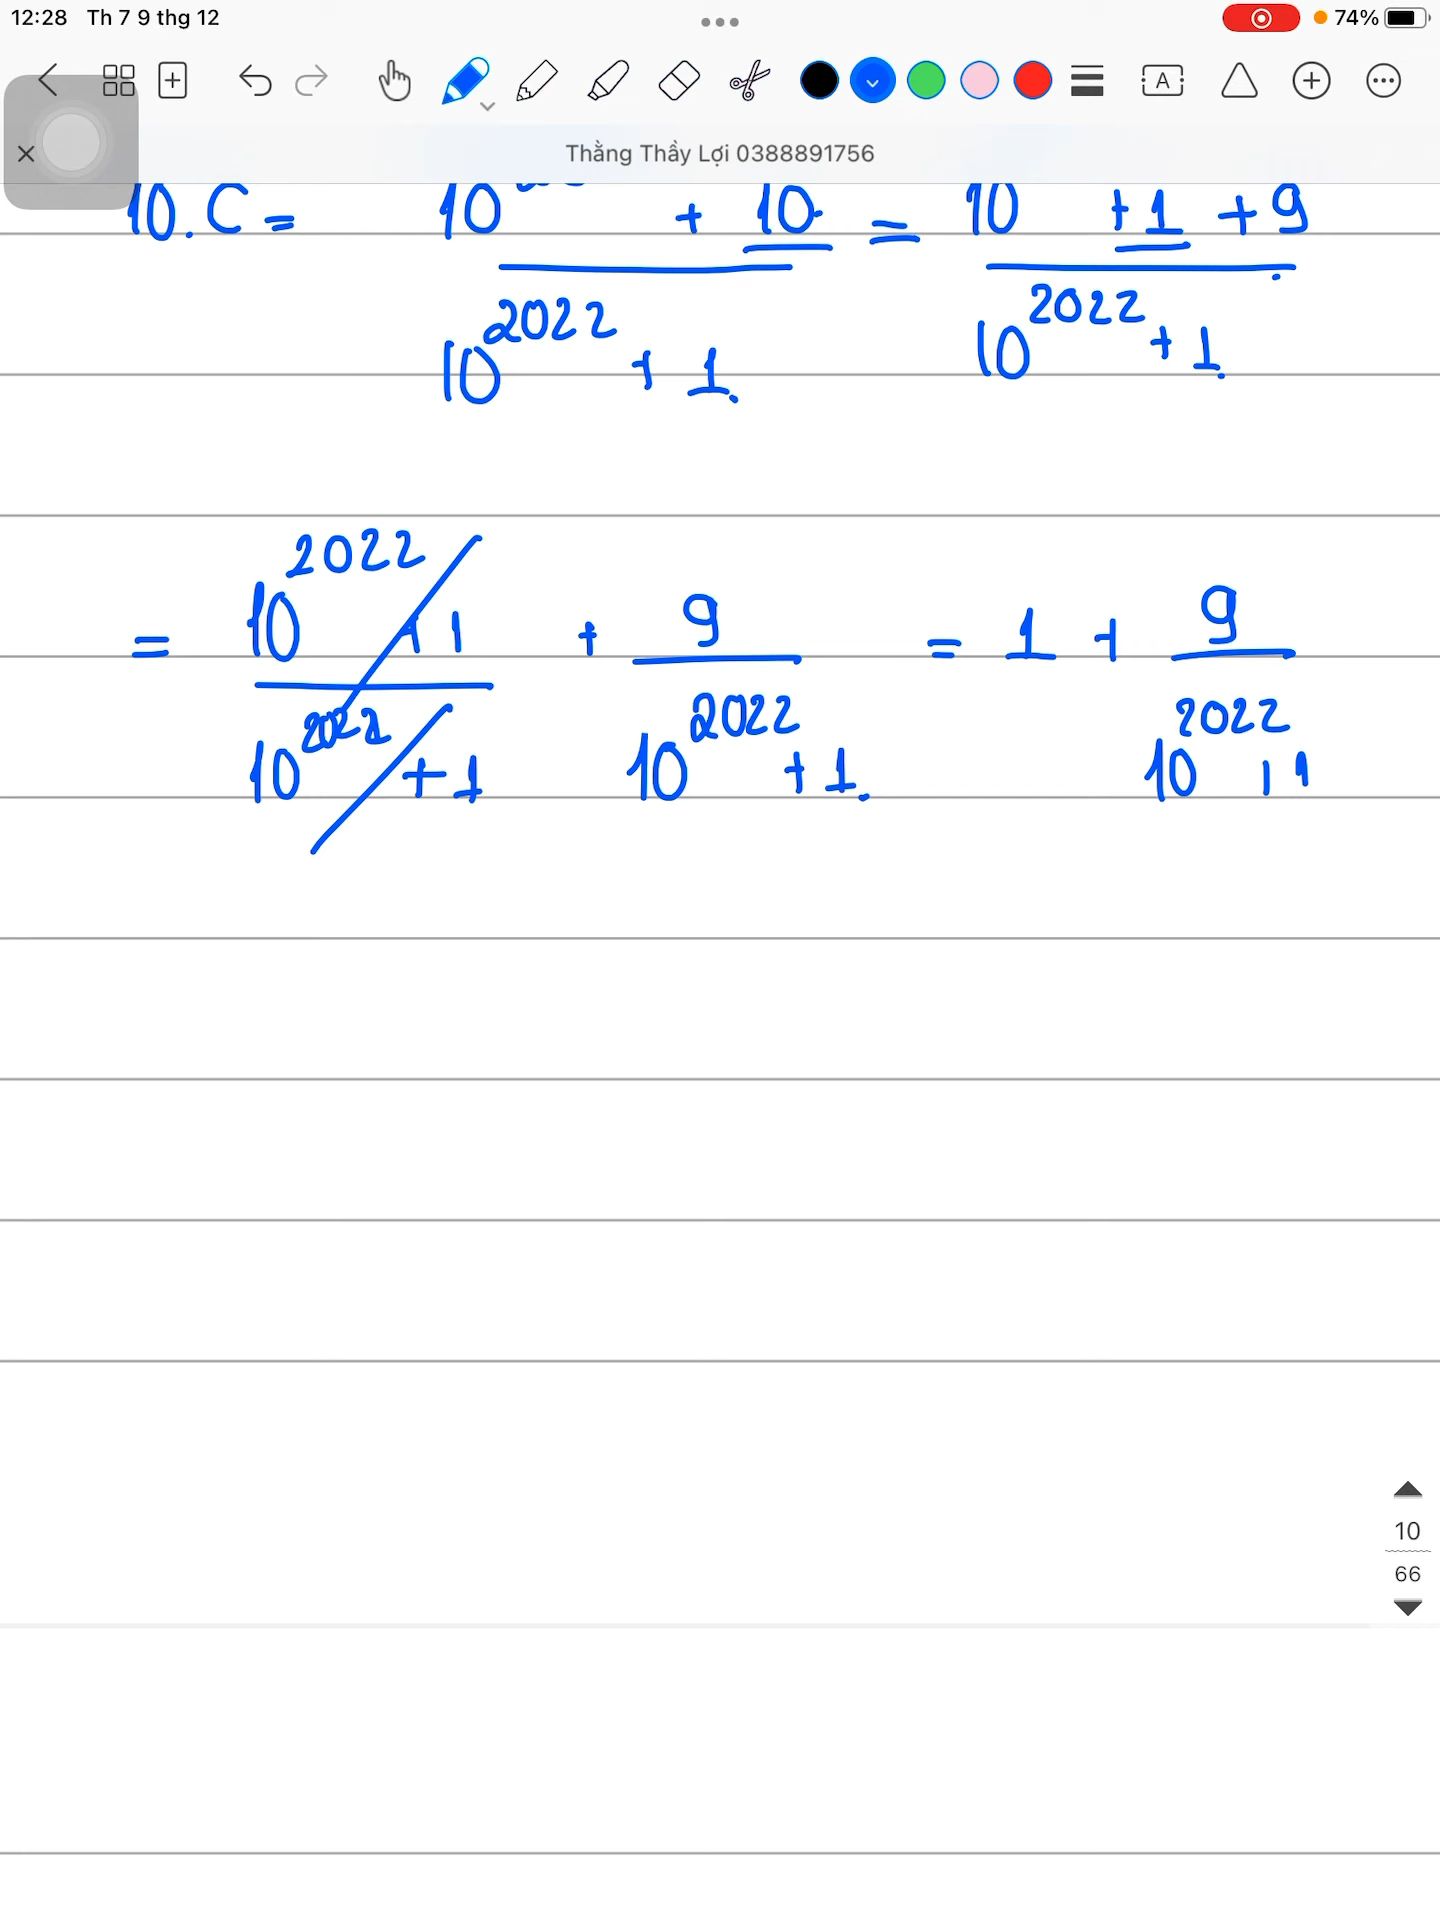 12:28 Th 7 9 thg 12
74%
A
Thằng Thầy Lợi 0388891756
10. C = 10 + 10 = 10 + 1 + 9
10^2022 + 1 10^2022 + 1
= 10^2022 + 1 + 9 = 1 + 9
10^2022 + 1 10^2022 + 1 10^2022 + 1
10
66